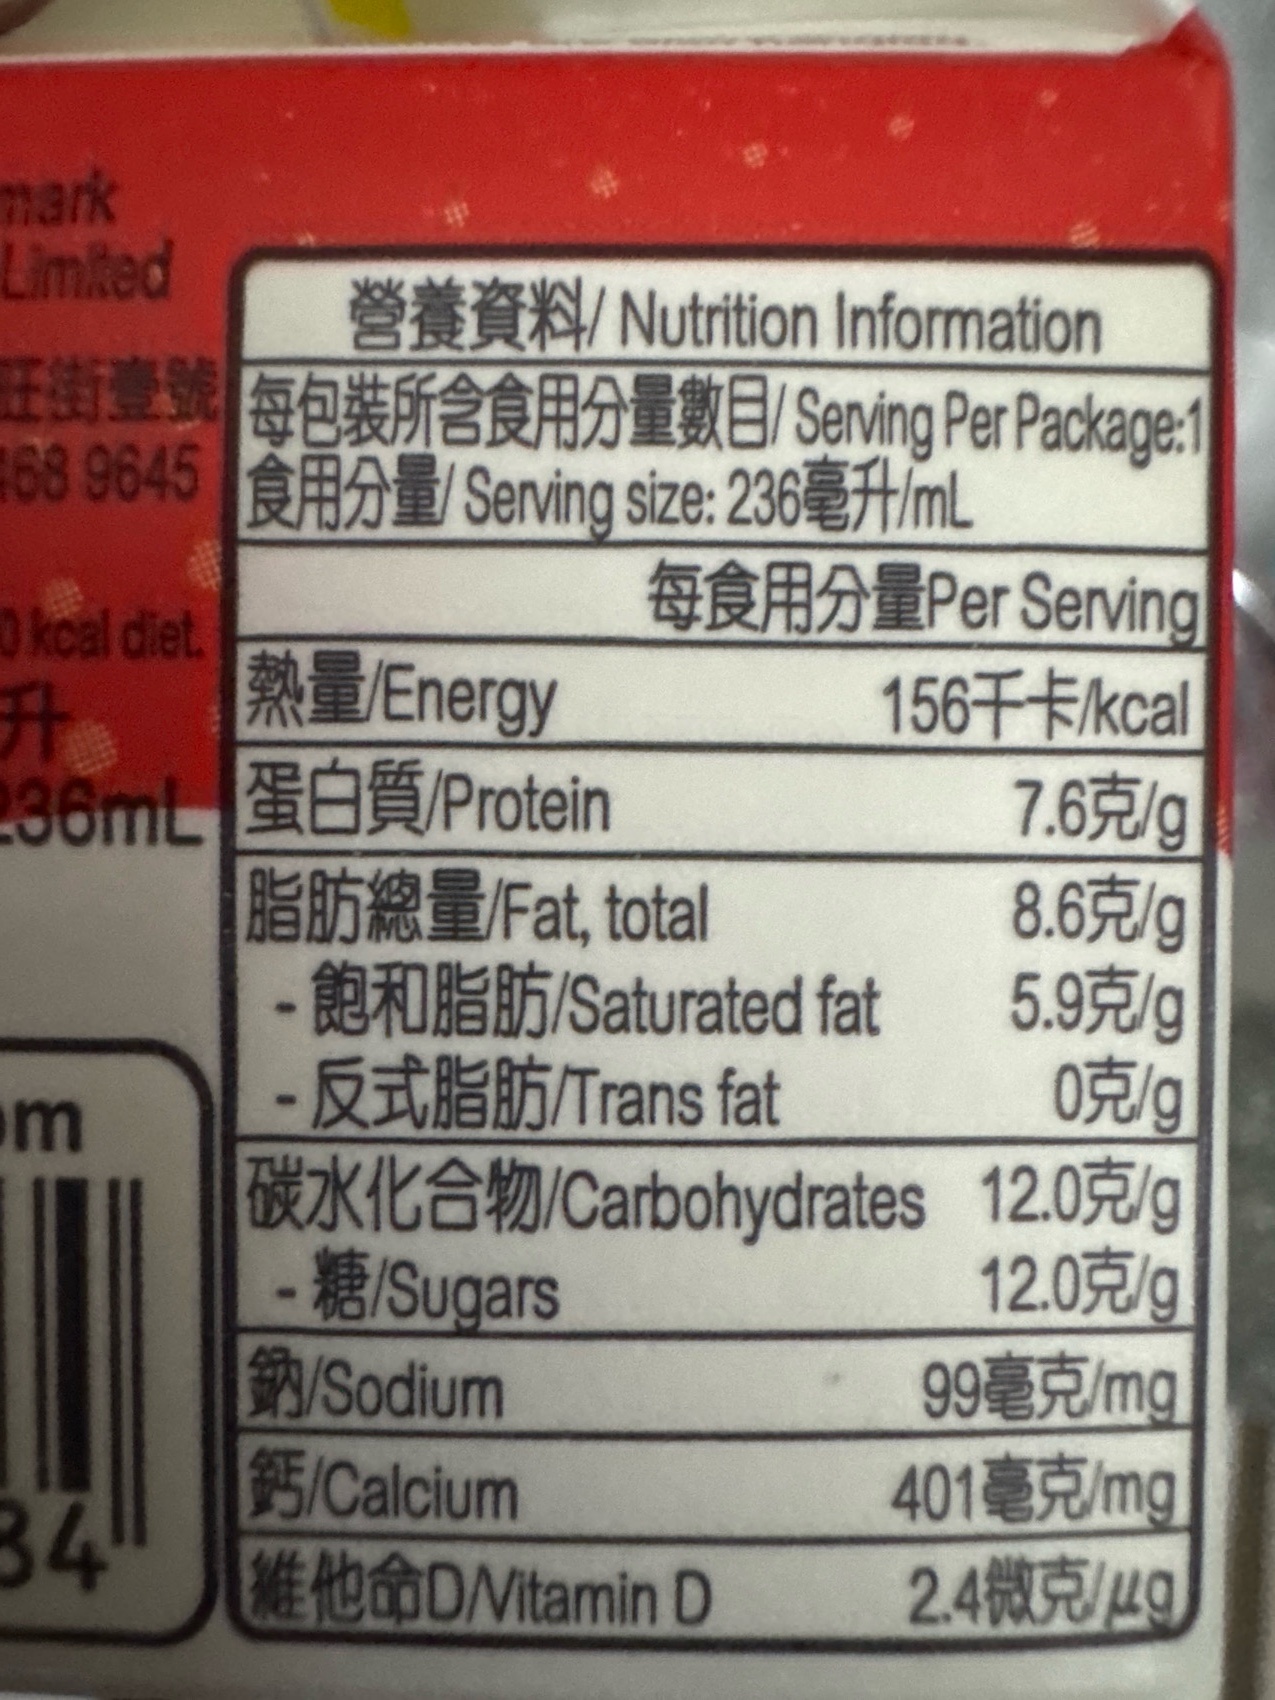 mark
Limited
旺街壹號
468 9645
0 kcal diet.
升
236mL
營養資料/ Nutrition Information
每包裝所含食用分量數目/ Serving Per Package:1
食用分量/ Serving size: 236毫升/mL
每食用分量Per Serving
熱量/Energy 156千卡/kcal
蛋白質/Protein 7.6克/g
脂肪總量/Fat, total 8.6克/g
- 飽和脂肪/Saturated fat 5.9克/g
- 反式脂肪/Trans fat 0克/g
碳水化合物/Carbohydrates 12.0克/g
- 糖/Sugars 12.0克/g
鈉/Sodium 99毫克/mg
鈣/Calcium 401毫克/mg
維他命D/Vitamin D 2.4微克/µg
om
34